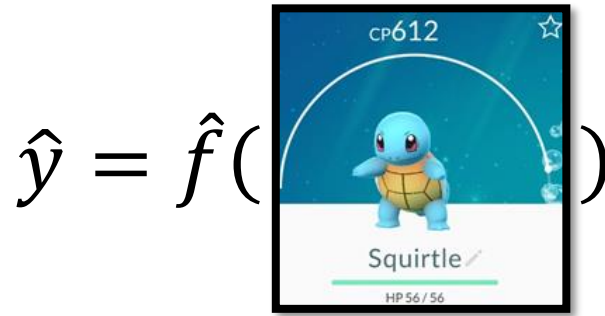 CP612
ŷ = f̂( )
Squirtle
HP 56 / 56